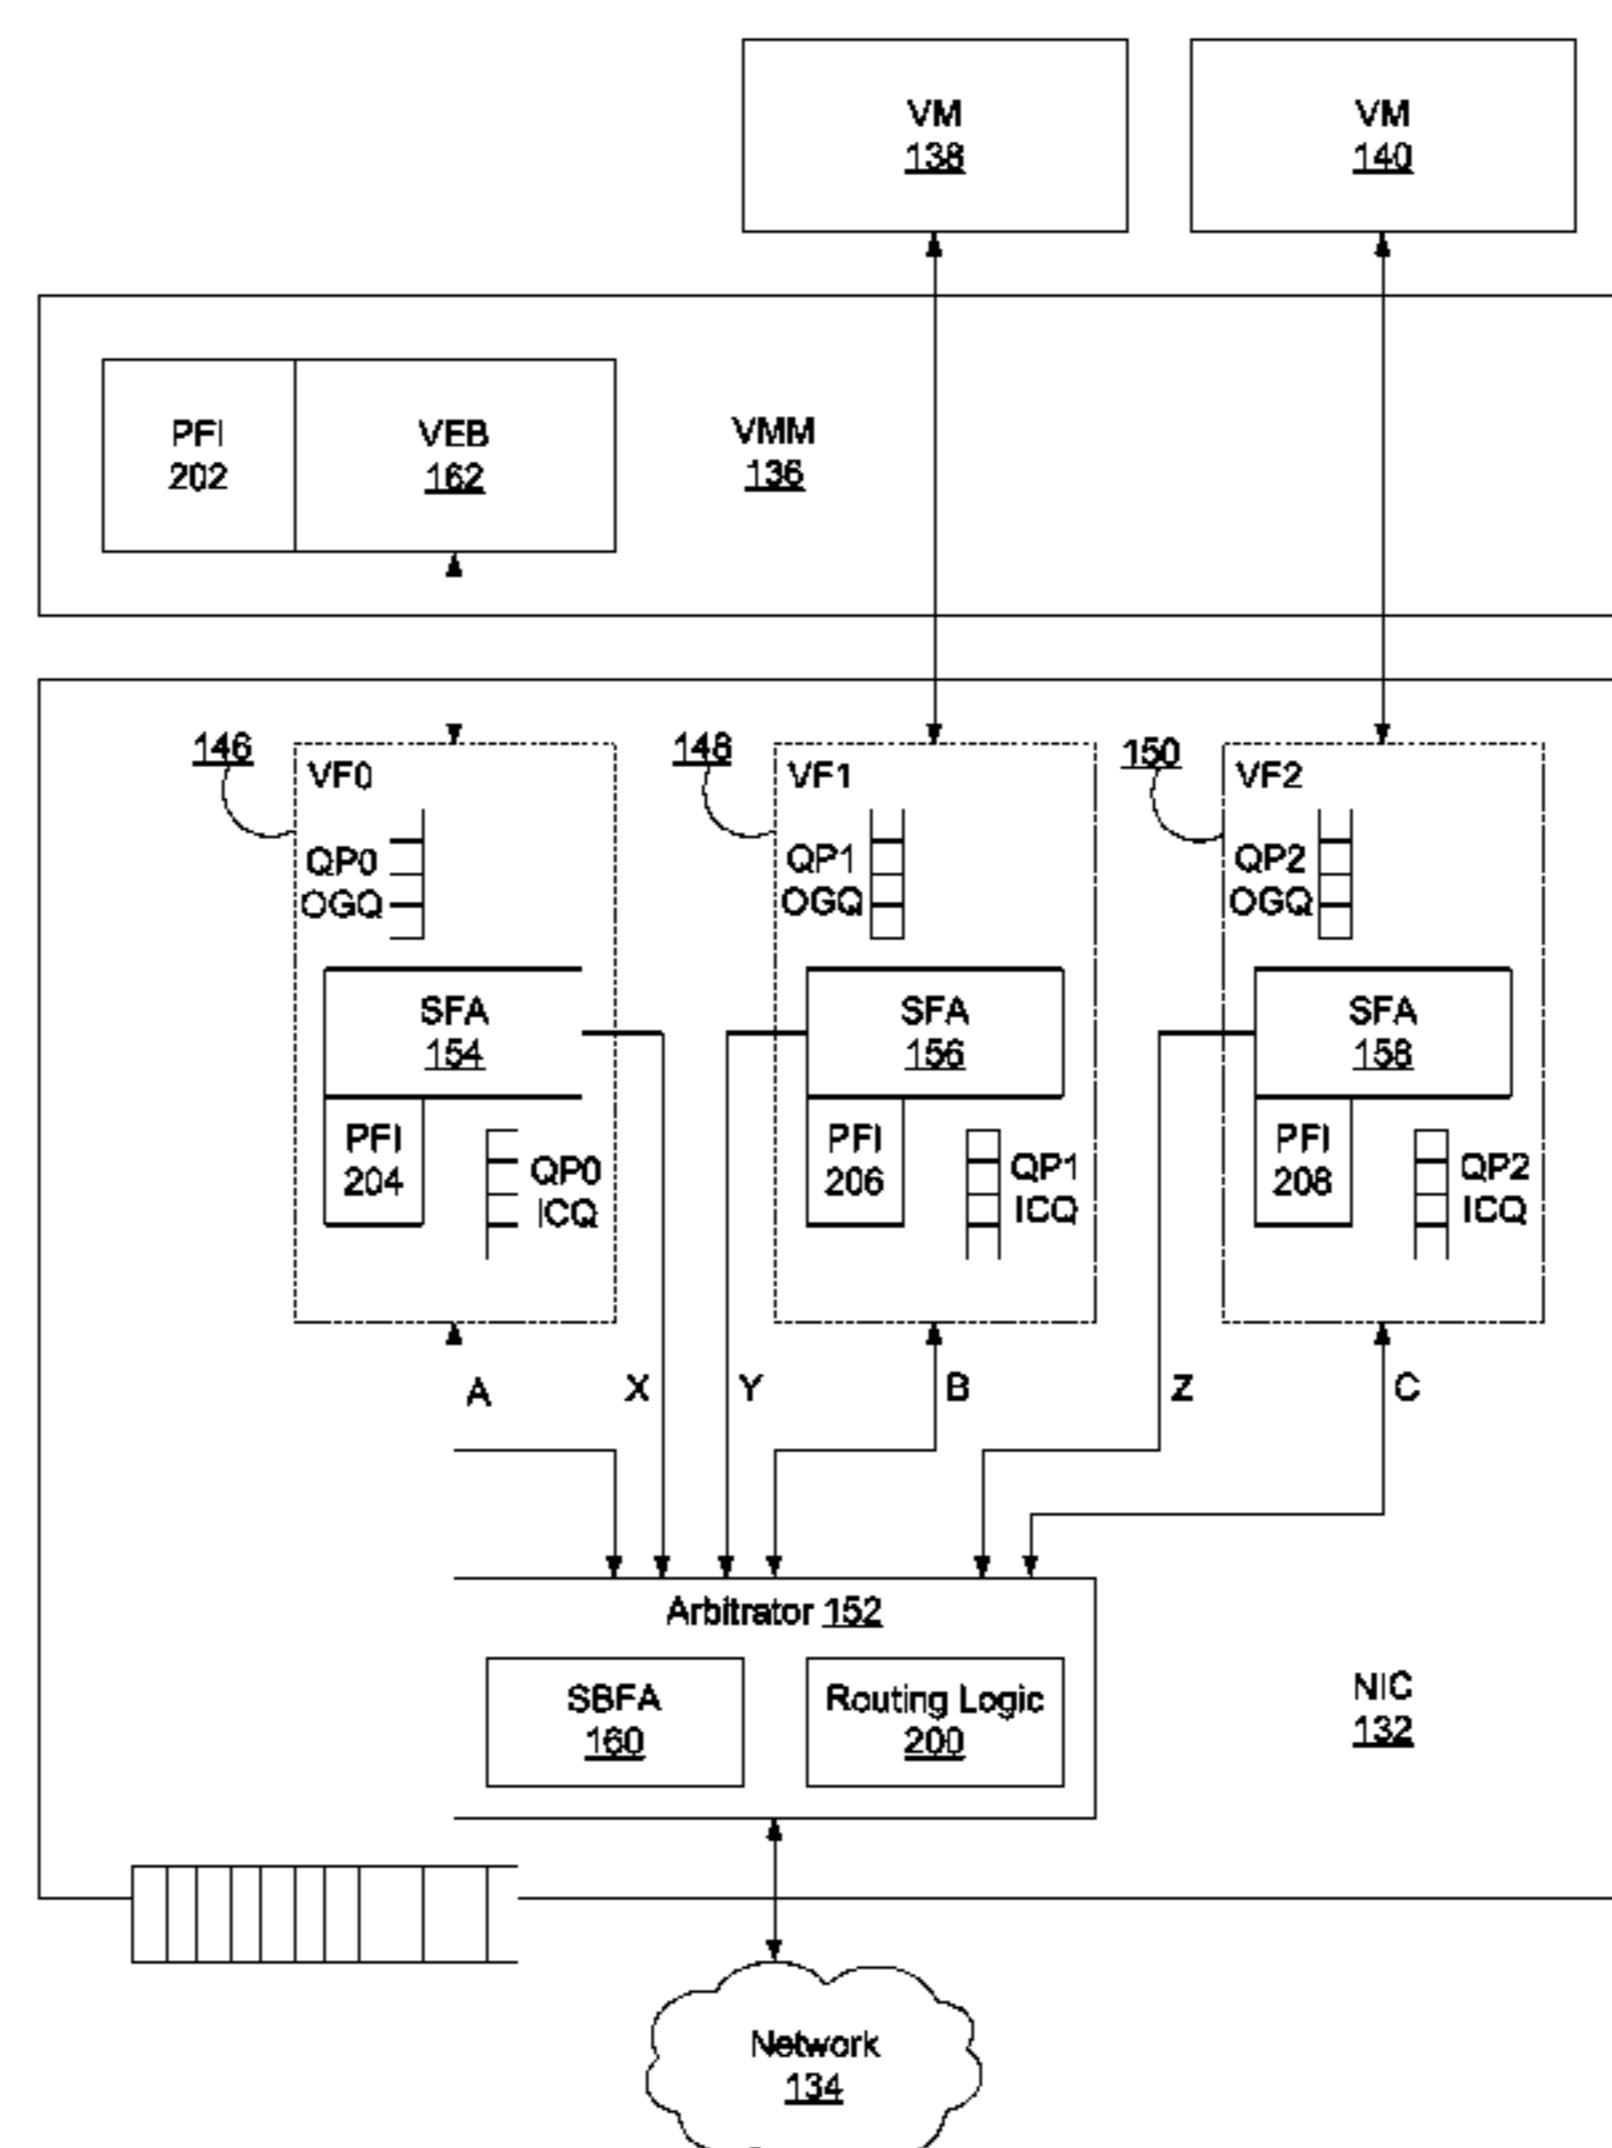 VM
138
VM
140
PFI
202
VEB
162
VMM
136
146
VF0
QP0
OGQ
SFA
154
PFI
204
QP0
ICQ
148
VF1
QP1
OGQ
SFA
156
PFI
206
QP1
ICQ
150
VF2
QP2
OGQ
SFA
158
PFI
208
QP2
ICQ
A
X
Y
B
Z
C
Arbitrator 152
SBFA
160
Routing Logic
200
NIC
132
Network
134